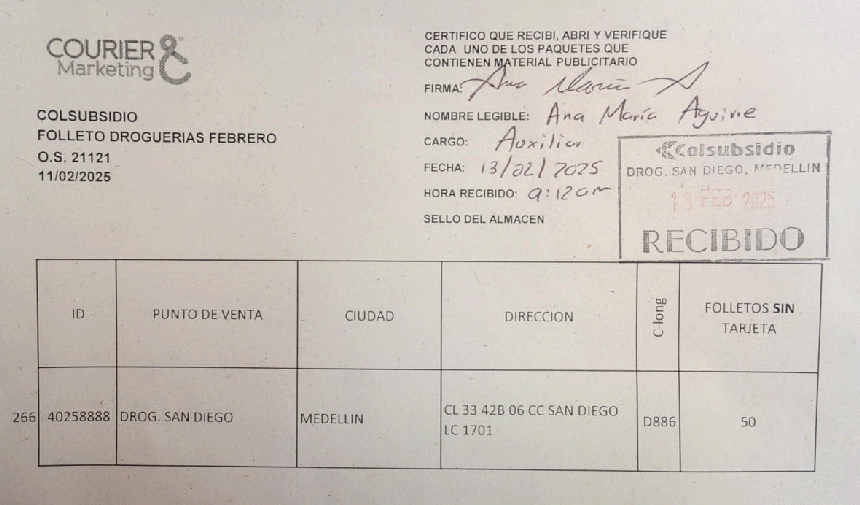 COURIER &
Marketing
COLSUBSIDIO
FOLLETO DROGUERIAS FEBRERO
O.S. 21121
11/02/2025
CERTIFICO QUE RECIBI, ABRI Y VERIFIQUE
CADA UNO DE LOS PAQUETES QUE
CONTIENEN MATERIAL PUBLICITARIO
FIRMA: Ana María A
NOMBRE LEGIBLE: Ana María Aguirre
CARGO: Auxiliar
FECHA: 13/02/2025
HORA RECIBIDO: 9:12am
SELLO DEL ALMACEN
Colsubsidio
DROG. SAN DIEGO, MEDELLIN
13 FEB 2025
RECIBIDO
ID PUNTO DE VENTA CIUDAD DIRECCION C-long FOLLETOS SIN
TARJETA
266 40258888 DROG. SAN DIEGO MEDELLIN CL 33 42B 06 CC SAN DIEGO
LC 1701 D886 50